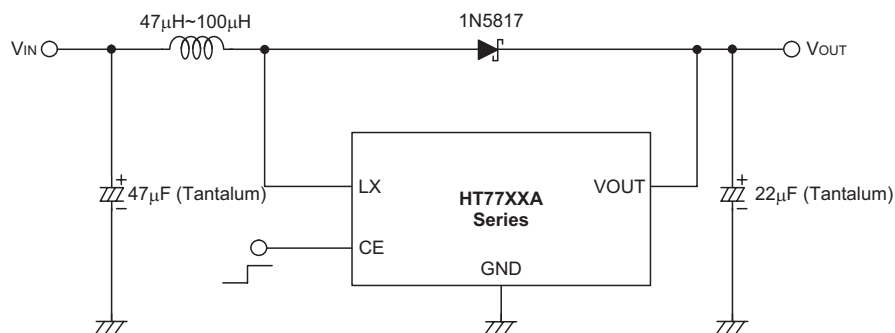 47μH~100μH
1N5817
VIN
VOUT
+
47μF (Tantalum)
−
LX
HT77XXA
Series
VOUT
CE
GND
+
22μF (Tantalum)
−